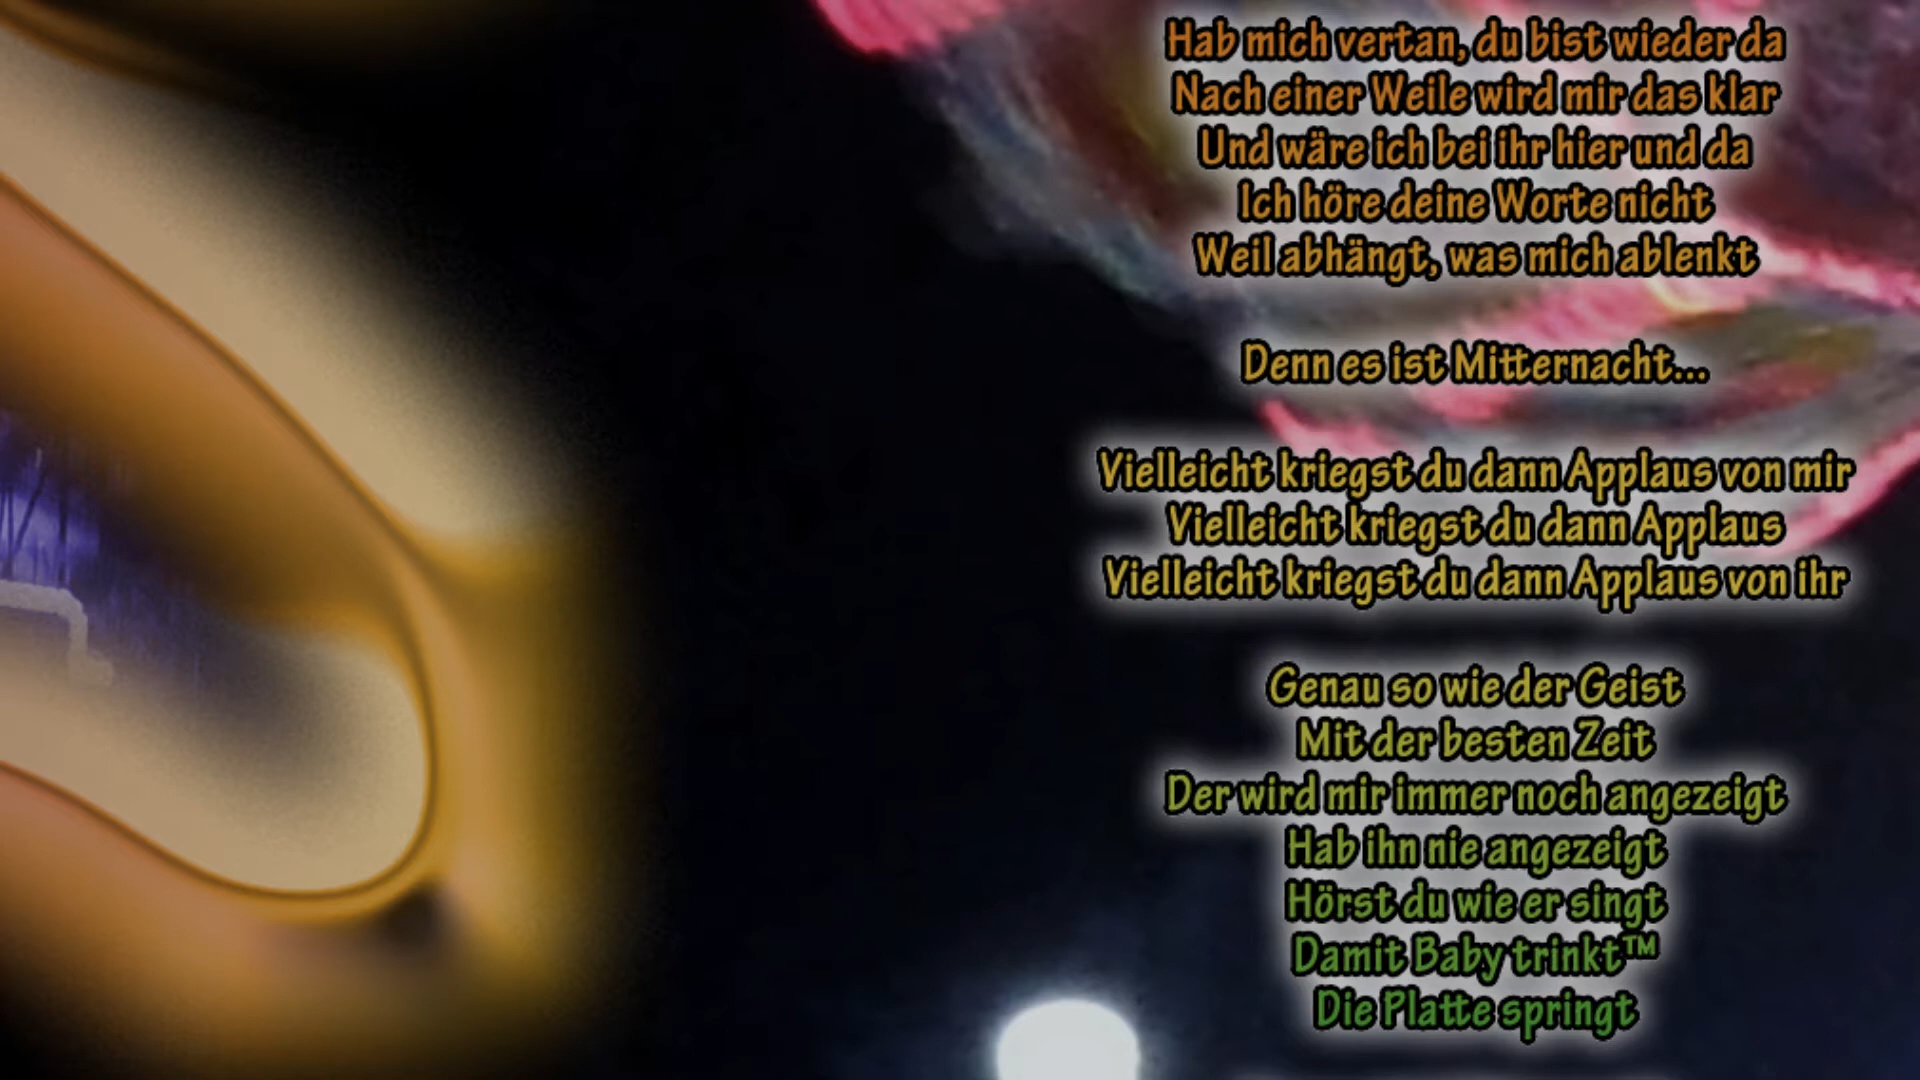 Hab mich vertan, du bist wieder da
Nach einer Weile wird mir das klar
Und wäre ich bei ihr hier und da
Ich höre deine Worte nicht
Weil abhängt, was mich ablenkt
Denn es ist Mitternacht...
Vielleicht kriegst du dann Applaus von mir
Vielleicht kriegst du dann Applaus
Vielleicht kriegst du dann Applaus von ihr
Genau so wie der Geist
Mit der besten Zeit
Der wird mir immer noch angezeigt
Hab ihn nie angezeigt
Hörst du wie er singt
Damit Baby trinkt™
Die Platte springt